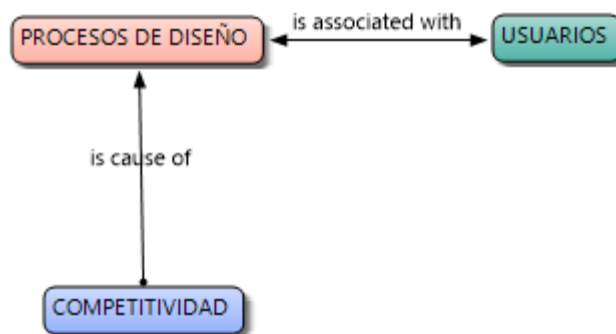 PROCESOS DE DISEÑO
is associated with
USUARIOS
is cause of
COMPETITIVIDAD